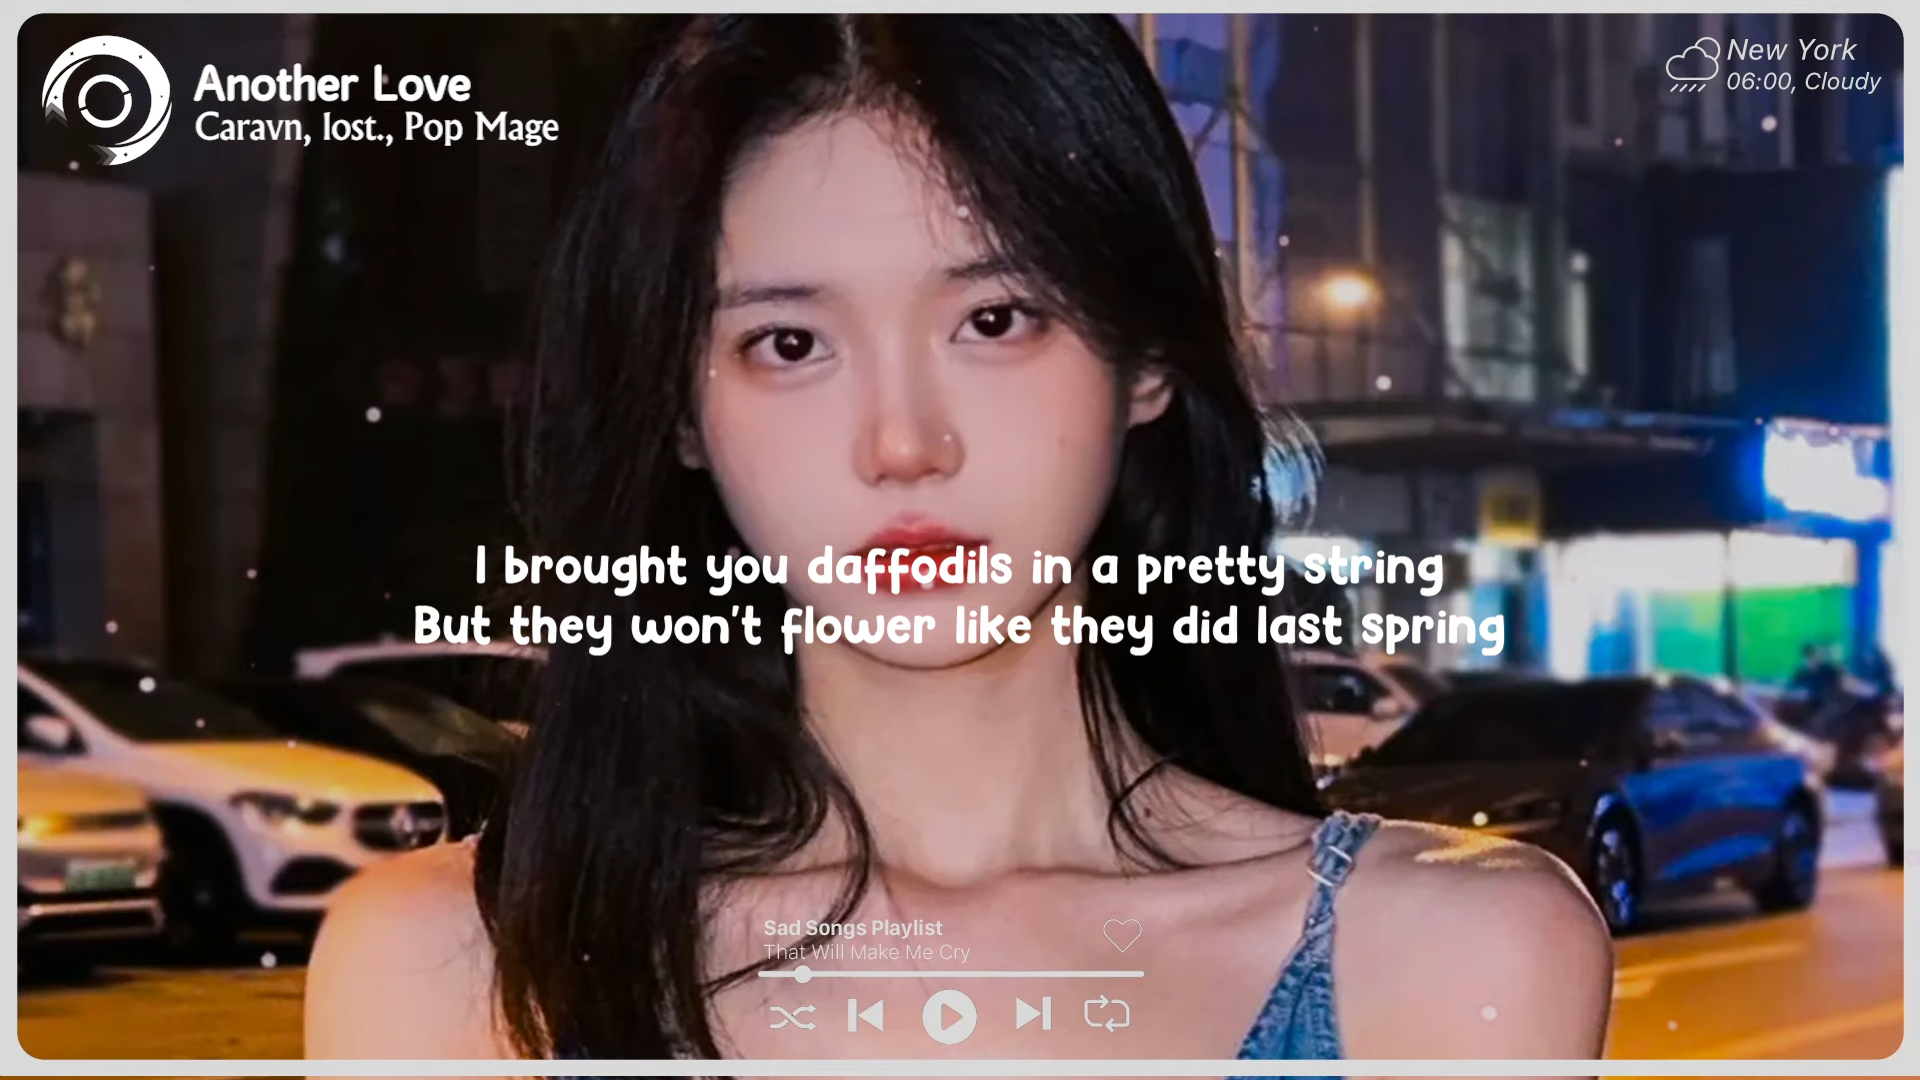 Another Love
Caravn, lost., Pop Mage
New York
06:00, Cloudy
I brought you daffodils in a pretty string
But they won't flower like they did last spring
Sad Songs Playlist
That Will Make Me Cry